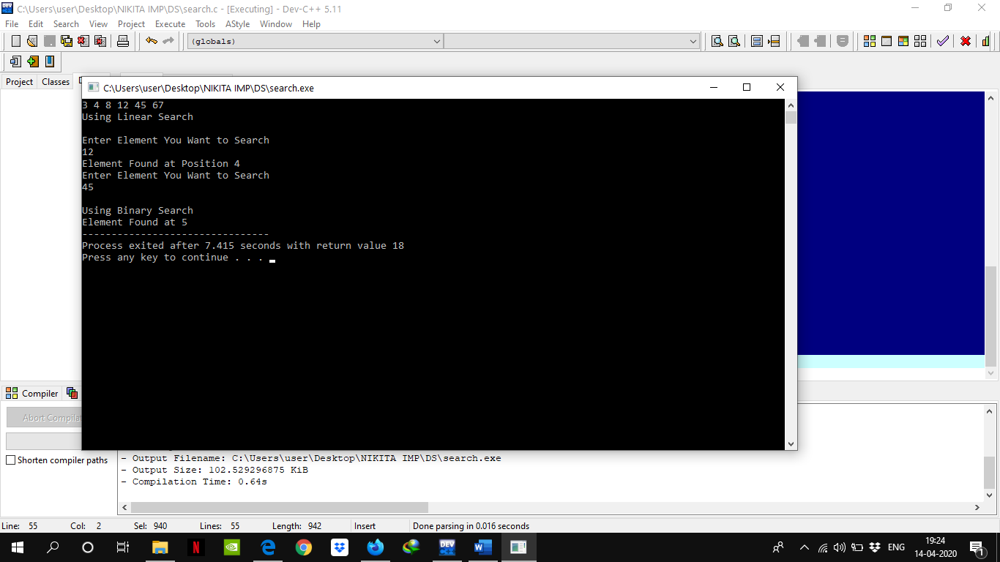 C:\Users\user\Desktop\NIKITA IMP\DS\search.c - [Executing] - Dev-C++ 5.11
File Edit Search View Project Execute Tools AStyle Window Help
(globals)
Project Classes
C:\Users\user\Desktop\NIKITA IMP\DS\search.exe
3 4 8 12 45 67
Using Linear Search
Enter Element You Want to Search
12
Element Found at Position 4
Enter Element You Want to Search
45
Using Binary Search
Element Found at 5
--------------------------------
Process exited after 7.415 seconds with return value 18
Press any key to continue . . .
Compiler
Abort
Shorten compiler paths
- Output Filename: C:\Users\user\Desktop\NIKITA IMP\DS\search.exe
- Output Size: 102.529296875 KiB
- Compilation Time: 0.64s
Line: 55 Col: 2 Sel: 940 Lines: 55 Length: 942 Insert Done parsing in 0.016 seconds
DEV
ENG
19:24
14-04-2020
1